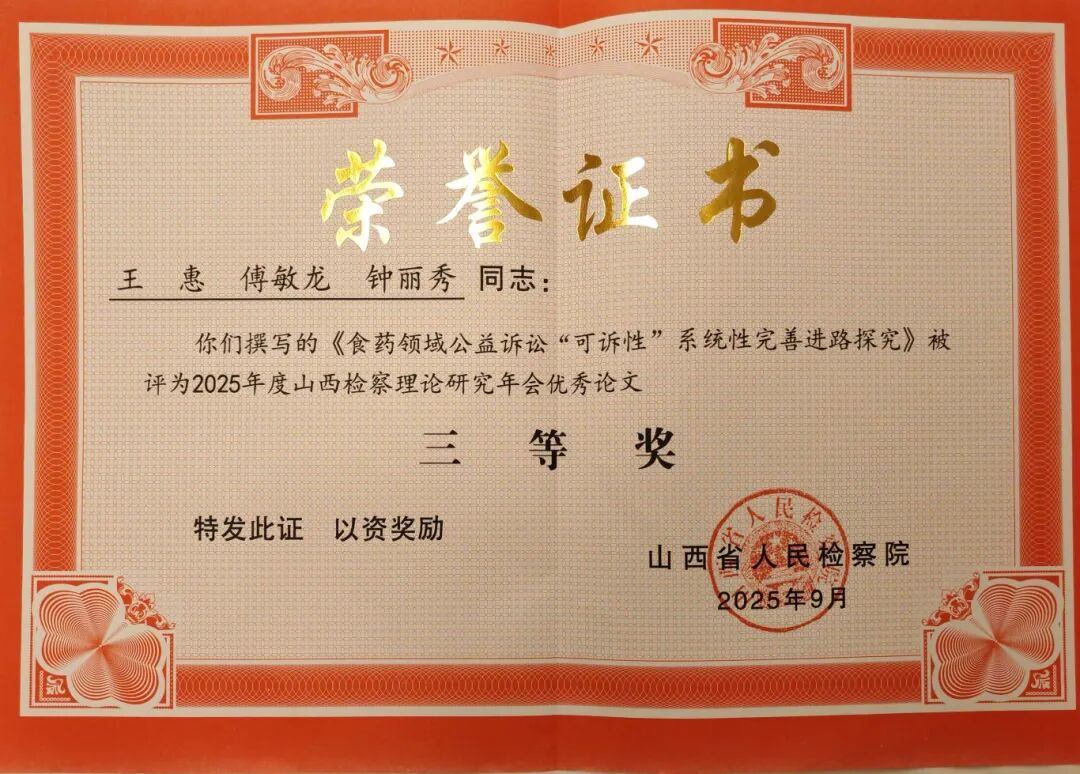 荣誉证书
王 惠 傅敏龙 钟丽秀 同志：
你们撰写的《食药领域公益诉讼“可诉性”系统性完善进路探究》被
评为2025年度山西检察理论研究年会优秀论文
三等奖
特发此证 以资奖励
山西省人民检察院
2025年9月